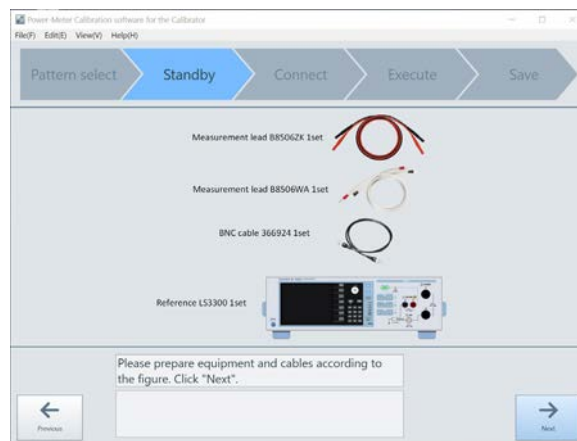 Power-Meter Calibration software for the Calibrator
File(F) Edit(E) View(V) Help(H)
Pattern select Standby Connect Execute Save
Measurement lead B8506ZK 1set
Measurement lead B8506WA 1set
BNC cable 366924 1set
Reference LS3300 1set
Please prepare equipment and cables according to
the figure. Click "Next".
Previous Next